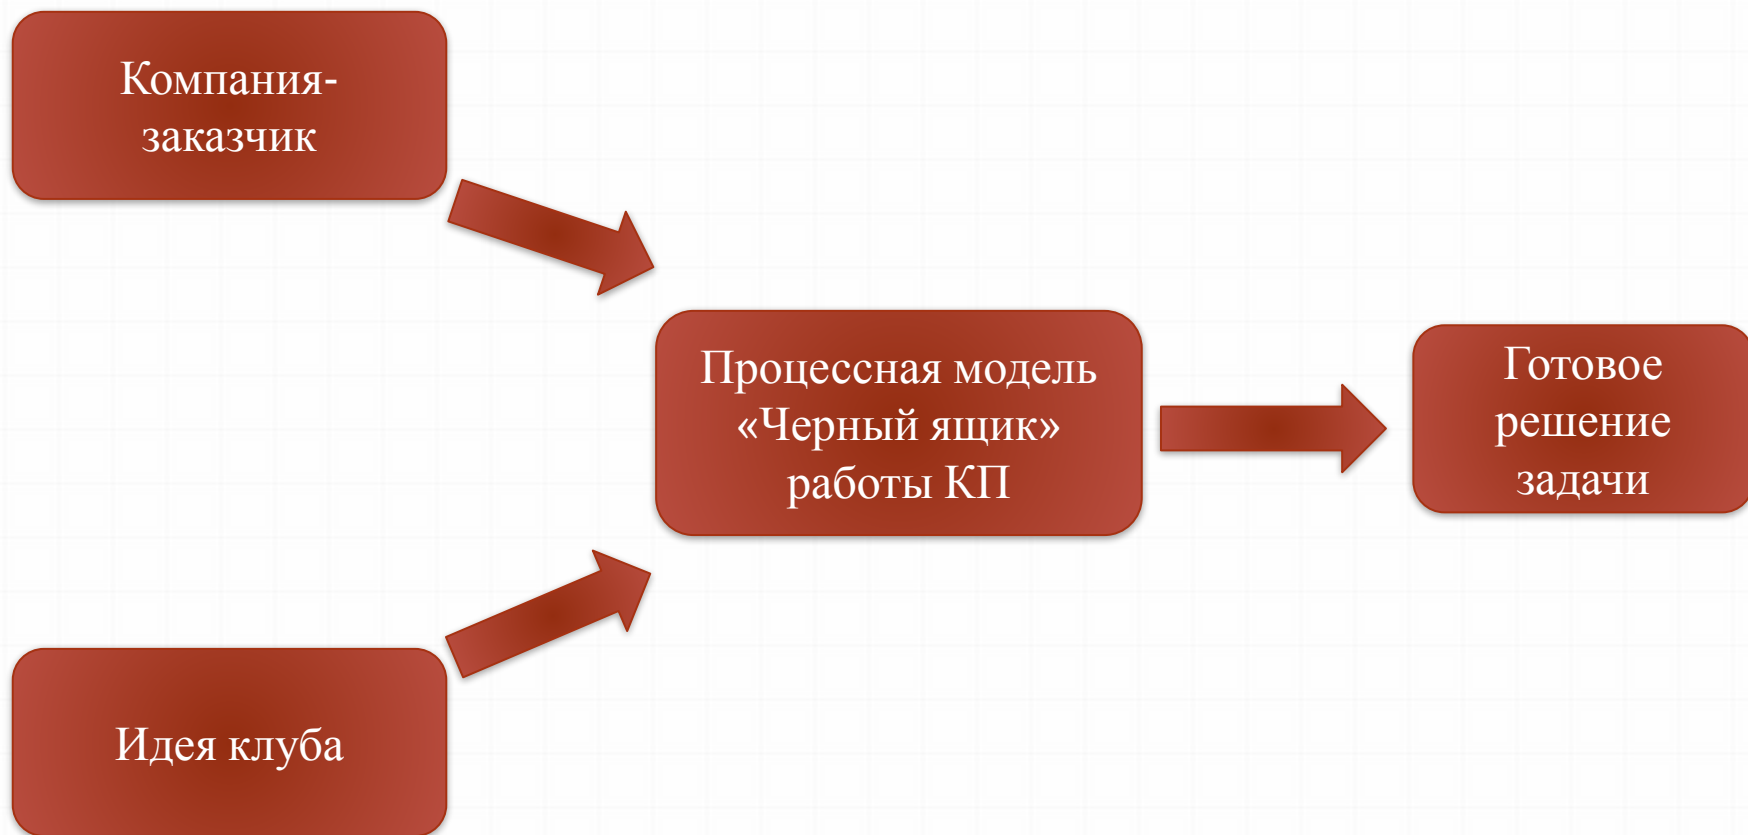 Компания-
заказчик
Процессная модель
«Черный ящик»
работы КП
Готовое
решение
задачи
Идея клуба